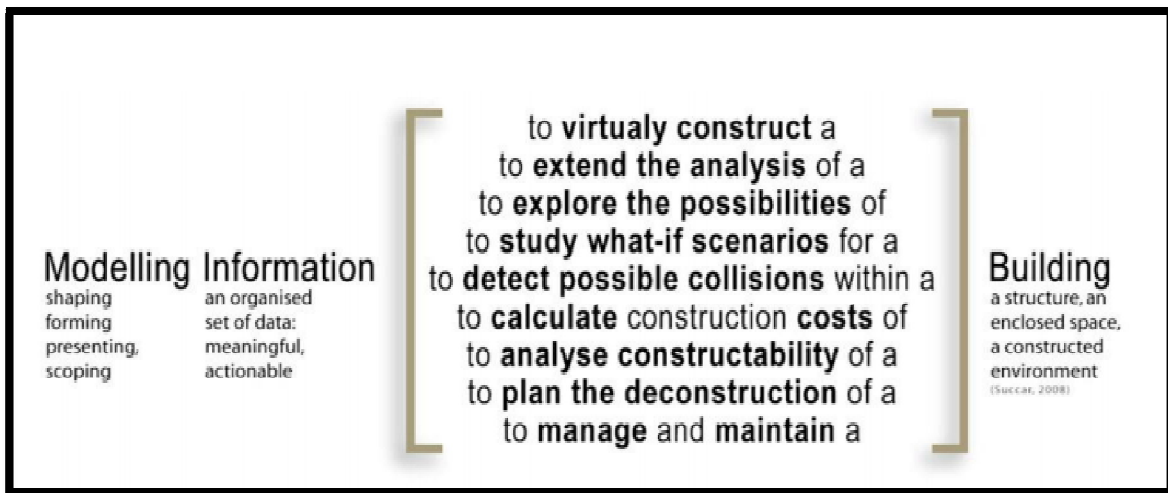 Modelling
shaping
forming
presenting,
scoping
Information
an organised
set of data:
meaningful,
actionable
to virtualy construct a
to extend the analysis of a
to explore the possibilities of
to study what-if scenarios for a
to detect possible collisions within a
to calculate construction costs of
to analyse constructability of a
to plan the deconstruction of a
to manage and maintain a
Building
a structure, an
enclosed space,
a constructed
environment
(Succar, 2008)